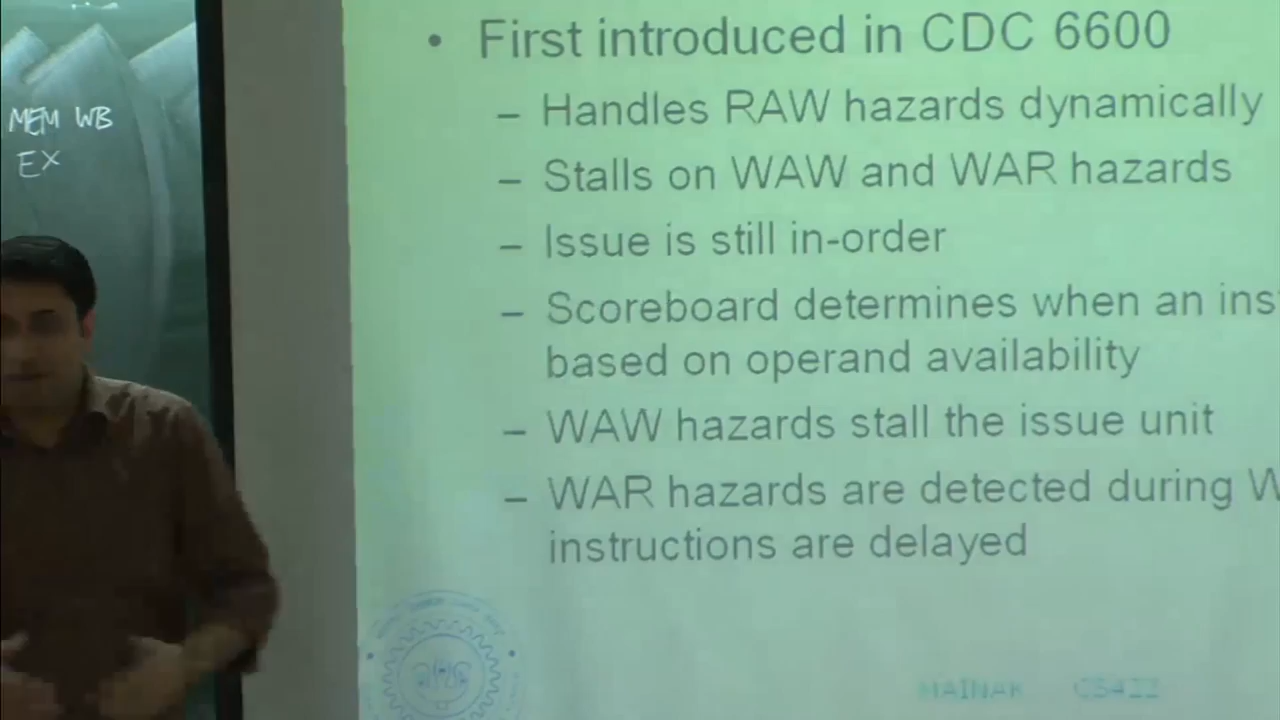 MEM WB
EX
• First introduced in CDC 6600
– Handles RAW hazards dynamically
– Stalls on WAW and WAR hazards
– Issue is still in-order
– Scoreboard determines when an ins
based on operand availability
– WAW hazards stall the issue unit
– WAR hazards are detected during W
instructions are delayed
MAINAK CS422